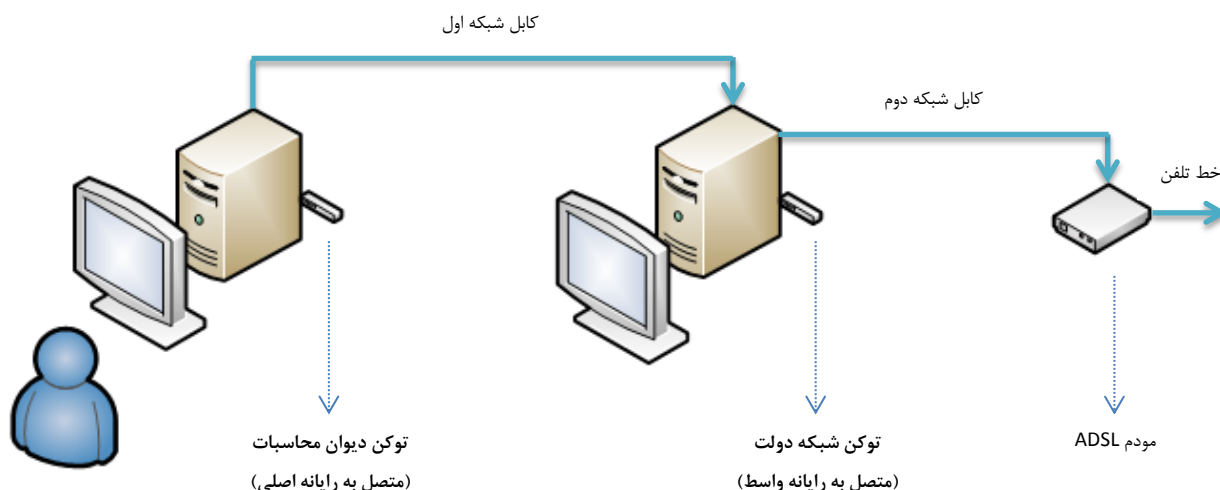 کابل شبکه اول
کابل شبکه دوم
خط تلفن
توکن دیوان محاسبات
(متصل به رایانه اصلی)
توکن شبکه دولت
(متصل به رایانه واسط)
مودم ADSL